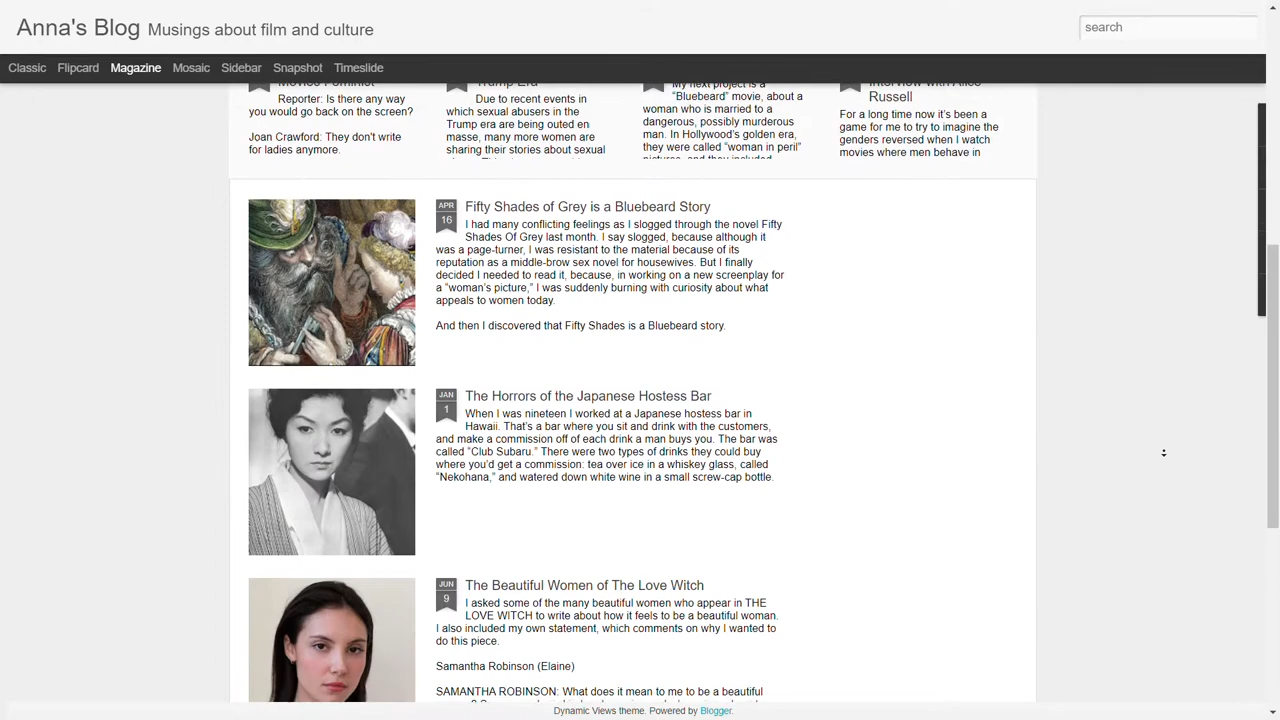 Anna's Blog Musings about film and culture
search
Classic Flipcard Magazine Mosaic Sidebar Snapshot Timeslide
Movies Feminist
Reporter: Is there any way
you would go back on the screen?
Joan Crawford: They don't write
for ladies anymore.
Trump Era
Due to recent events in
which sexual abusers in the
Trump era are being outed en
masse, many more women are
sharing their stories about sexual
My next project is a
"Bluebeard" movie, about a
woman who is married to a
dangerous, possibly murderous
man. In Hollywood's golden era,
they were called “woman in peril”
pictures, and they included
Interview with Alice
Russell
For a long time now it’s been a
game for me to try to imagine the
genders reversed when I watch
movies where men behave in
APR
16
Fifty Shades of Grey is a Bluebeard Story
I had many conflicting feelings as I slogged through the novel Fifty
Shades Of Grey last month. I say slogged, because although it
was a page-turner, I was resistant to the material because of its
reputation as a middle-brow sex novel for housewives. But I finally
decided I needed to read it, because, in working on a new screenplay for
a “woman’s picture,” I was suddenly burning with curiosity about what
appeals to women today.
And then I discovered that Fifty Shades is a Bluebeard story.
JAN
1
The Horrors of the Japanese Hostess Bar
When I was nineteen I worked at a Japanese hostess bar in
Hawaii. That’s a bar where you sit and drink with the customers,
and make a commission off of each drink a man buys you. The bar was
called “Club Subaru.” There were two types of drinks they could buy
where you’d get a commission: tea over ice in a whiskey glass, called
“Nekohana,” and watered down white wine in a small screw-cap bottle.
JUN
9
The Beautiful Women of The Love Witch
I asked some of the many beautiful women who appear in THE
LOVE WITCH to write about how it feels to be a beautiful woman.
I also included my own statement, which comments on why I wanted to
do this piece.
Samantha Robinson (Elaine)
SAMANTHA ROBINSON: What does it mean to me to be a beautiful
Dynamic Views theme. Powered by Blogger.